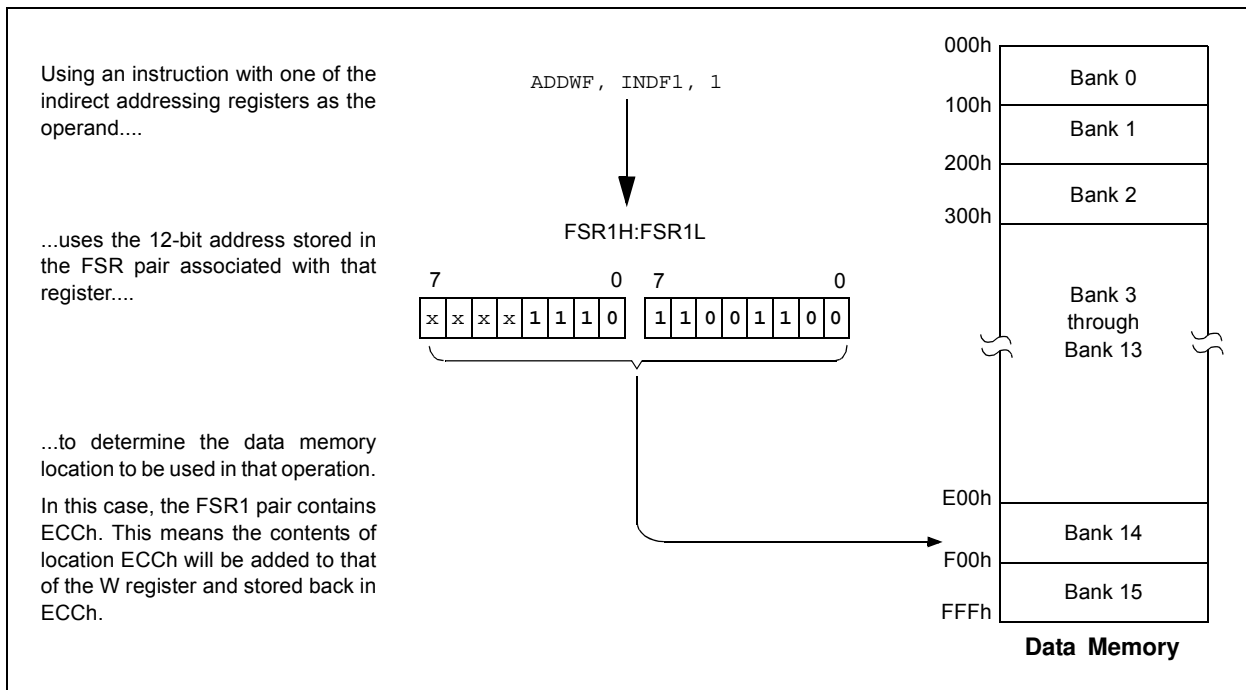 Using an instruction with one of the
indirect addressing registers as the
operand....
ADDWF, INDF1, 1
...uses the 12-bit address stored in
the FSR pair associated with that
register....
FSR1H:FSR1L
7 0 7 0
x x x x 1 1 1 0 1 1 0 0 1 1 0 0
...to determine the data memory
location to be used in that operation.
In this case, the FSR1 pair contains
ECCh. This means the contents of
location ECCh will be added to that
of the W register and stored back in
ECCh.
000h
Bank 0
100h
Bank 1
200h
Bank 2
300h
Bank 3
through
Bank 13
E00h
Bank 14
F00h
Bank 15
FFFh
Data Memory